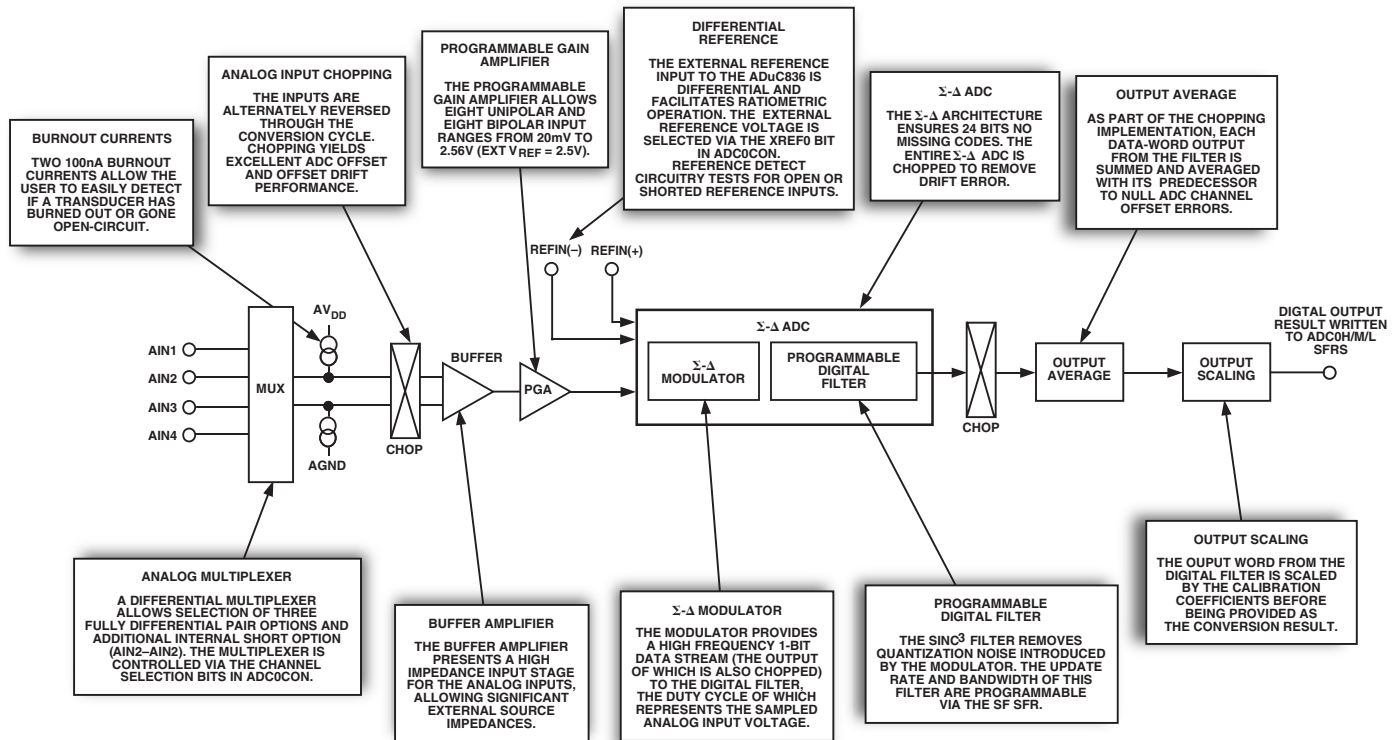 BURNOUT CURRENTS
TWO 100nA BURNOUT
CURRENTS ALLOW THE
USER TO EASILY DETECT
IF A TRANSDUCER HAS
BURNED OUT OR GONE
OPEN-CIRCUIT.
ANALOG INPUT CHOPPING
THE INPUTS ARE
ALTERNATELY REVERSED
THROUGH THE
CONVERSION CYCLE.
CHOPPING YIELDS
EXCELLENT ADC OFFSET
AND OFFSET DRIFT
PERFORMANCE.
PROGRAMMABLE GAIN
AMPLIFIER
THE PROGRAMMABLE
GAIN AMPLIFIER ALLOWS
EIGHT UNIPOLAR AND
EIGHT BIPOLAR INPUT
RANGES FROM 20mV TO
2.56V (EXT VREF = 2.5V).
DIFFERENTIAL
REFERENCE
THE EXTERNAL REFERENCE
INPUT TO THE ADuC836 IS
DIFFERENTIAL AND
FACILITATES RATIOMETRIC
OPERATION. THE EXTERNAL
REFERENCE VOLTAGE IS
SELECTED VIA THE XREF0 BIT
IN ADC0CON.
REFERENCE DETECT
CIRCUITRY TESTS FOR OPEN OR
SHORTED REFERENCE INPUTS.
Σ-Δ ADC
THE Σ-Δ ARCHITECTURE
ENSURES 24 BITS NO
MISSING CODES. THE
ENTIRE Σ-Δ ADC IS
CHOPPED TO REMOVE
DRIFT ERROR.
OUTPUT AVERAGE
AS PART OF THE CHOPPING
IMPLEMENTATION, EACH
DATA-WORD OUTPUT
FROM THE FILTER IS
SUMMED AND AVERAGED
WITH ITS PREDECESSOR
TO NULL ADC CHANNEL
OFFSET ERRORS.
REFIN(–) REFIN(+)
AVDD
AIN1
AIN2
AIN3
AIN4
MUX
AGND
CHOP
BUFFER
PGA
Σ-Δ ADC
Σ-Δ
MODULATOR
PROGRAMMABLE
DIGITAL
FILTER
CHOP
OUTPUT
AVERAGE
OUTPUT
SCALING
DIGTAL OUTPUT
RESULT WRITTEN
TO ADC0H/M/L
SFRS
ANALOG MULTIPLEXER
A DIFFERENTIAL MULTIPLEXER
ALLOWS SELECTION OF THREE
FULLY DIFFERENTIAL PAIR OPTIONS AND
ADDITIONAL INTERNAL SHORT OPTION
(AIN2–AIN2). THE MULTIPLEXER IS
CONTROLLED VIA THE CHANNEL
SELECTION BITS IN ADC0CON.
BUFFER AMPLIFIER
THE BUFFER AMPLIFIER
PRESENTS A HIGH
IMPEDANCE INPUT STAGE
FOR THE ANALOG INPUTS,
ALLOWING SIGNIFICANT
EXTERNAL SOURCE
IMPEDANCES.
Σ-Δ MODULATOR
THE MODULATOR PROVIDES
A HIGH FREQUENCY 1-BIT
DATA STREAM (THE OUTPUT
OF WHICH IS ALSO CHOPPED)
TO THE DIGITAL FILTER,
THE DUTY CYCLE OF WHICH
REPRESENTS THE SAMPLED
ANALOG INPUT VOLTAGE.
PROGRAMMABLE
DIGITAL FILTER
THE SINC3 FILTER REMOVES
QUANTIZATION NOISE INTRODUCED
BY THE MODULATOR. THE UPDATE
RATE AND BANDWIDTH OF THIS
FILTER ARE PROGRAMMABLE
VIA THE SF SFR.
OUTPUT SCALING
THE OUPUT WORD FROM THE
DIGITAL FILTER IS SCALED
BY THE CALIBRATION
COEFFICIENTS BEFORE
BEING PROVIDED AS
THE CONVERSION RESULT.